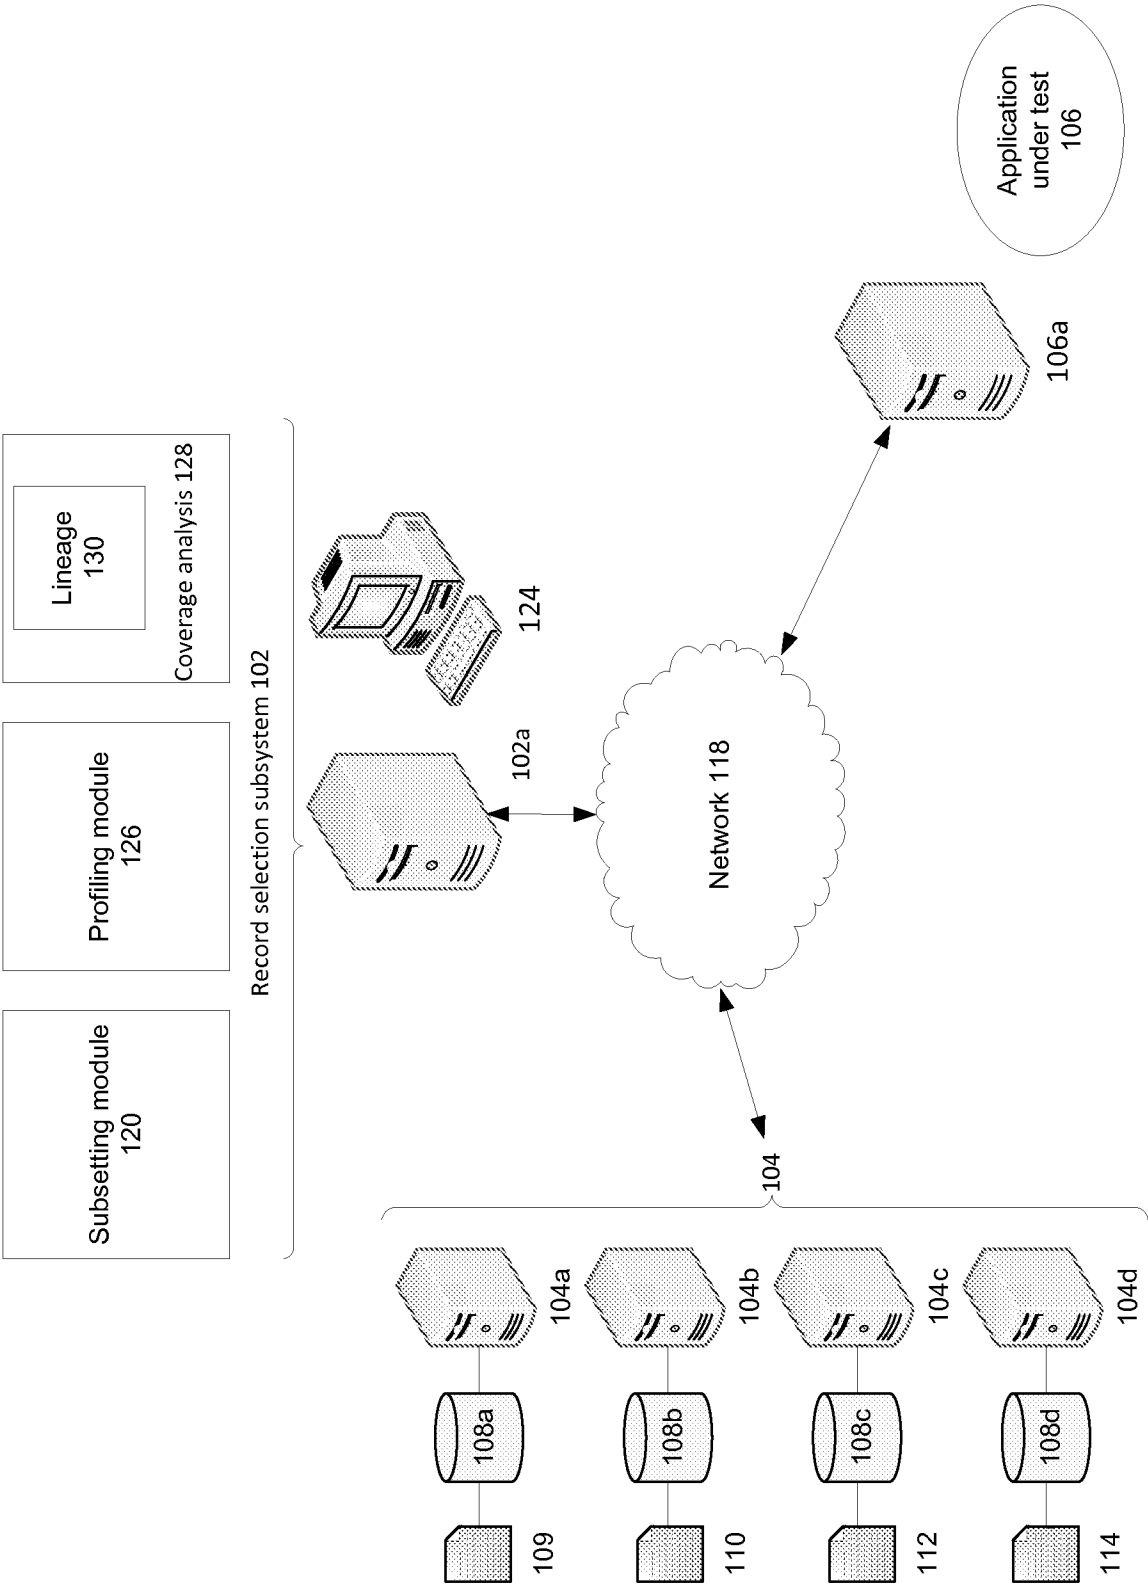 Subsetting module
120
Profiling module
126
Lineage
130
Coverage analysis 128
Record selection subsystem 102
102a
124
Network 118
104
106a
Application
under test
106
109
108a
104a
110
108b
104b
112
108c
104c
114
108d
104d